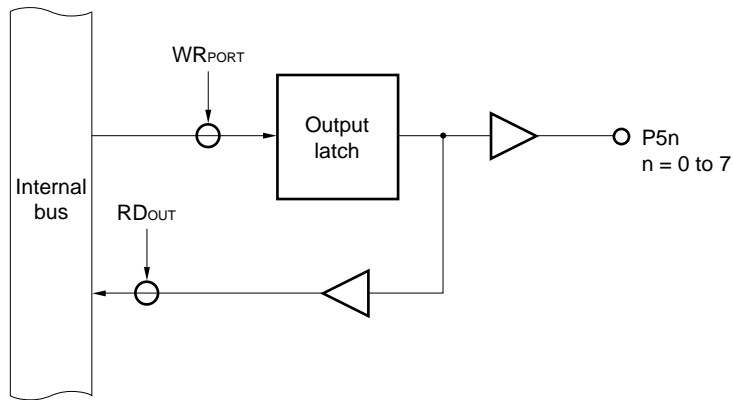 WRPORT
Output
latch
P5n
n = 0 to 7
Internal
bus
RDOUT